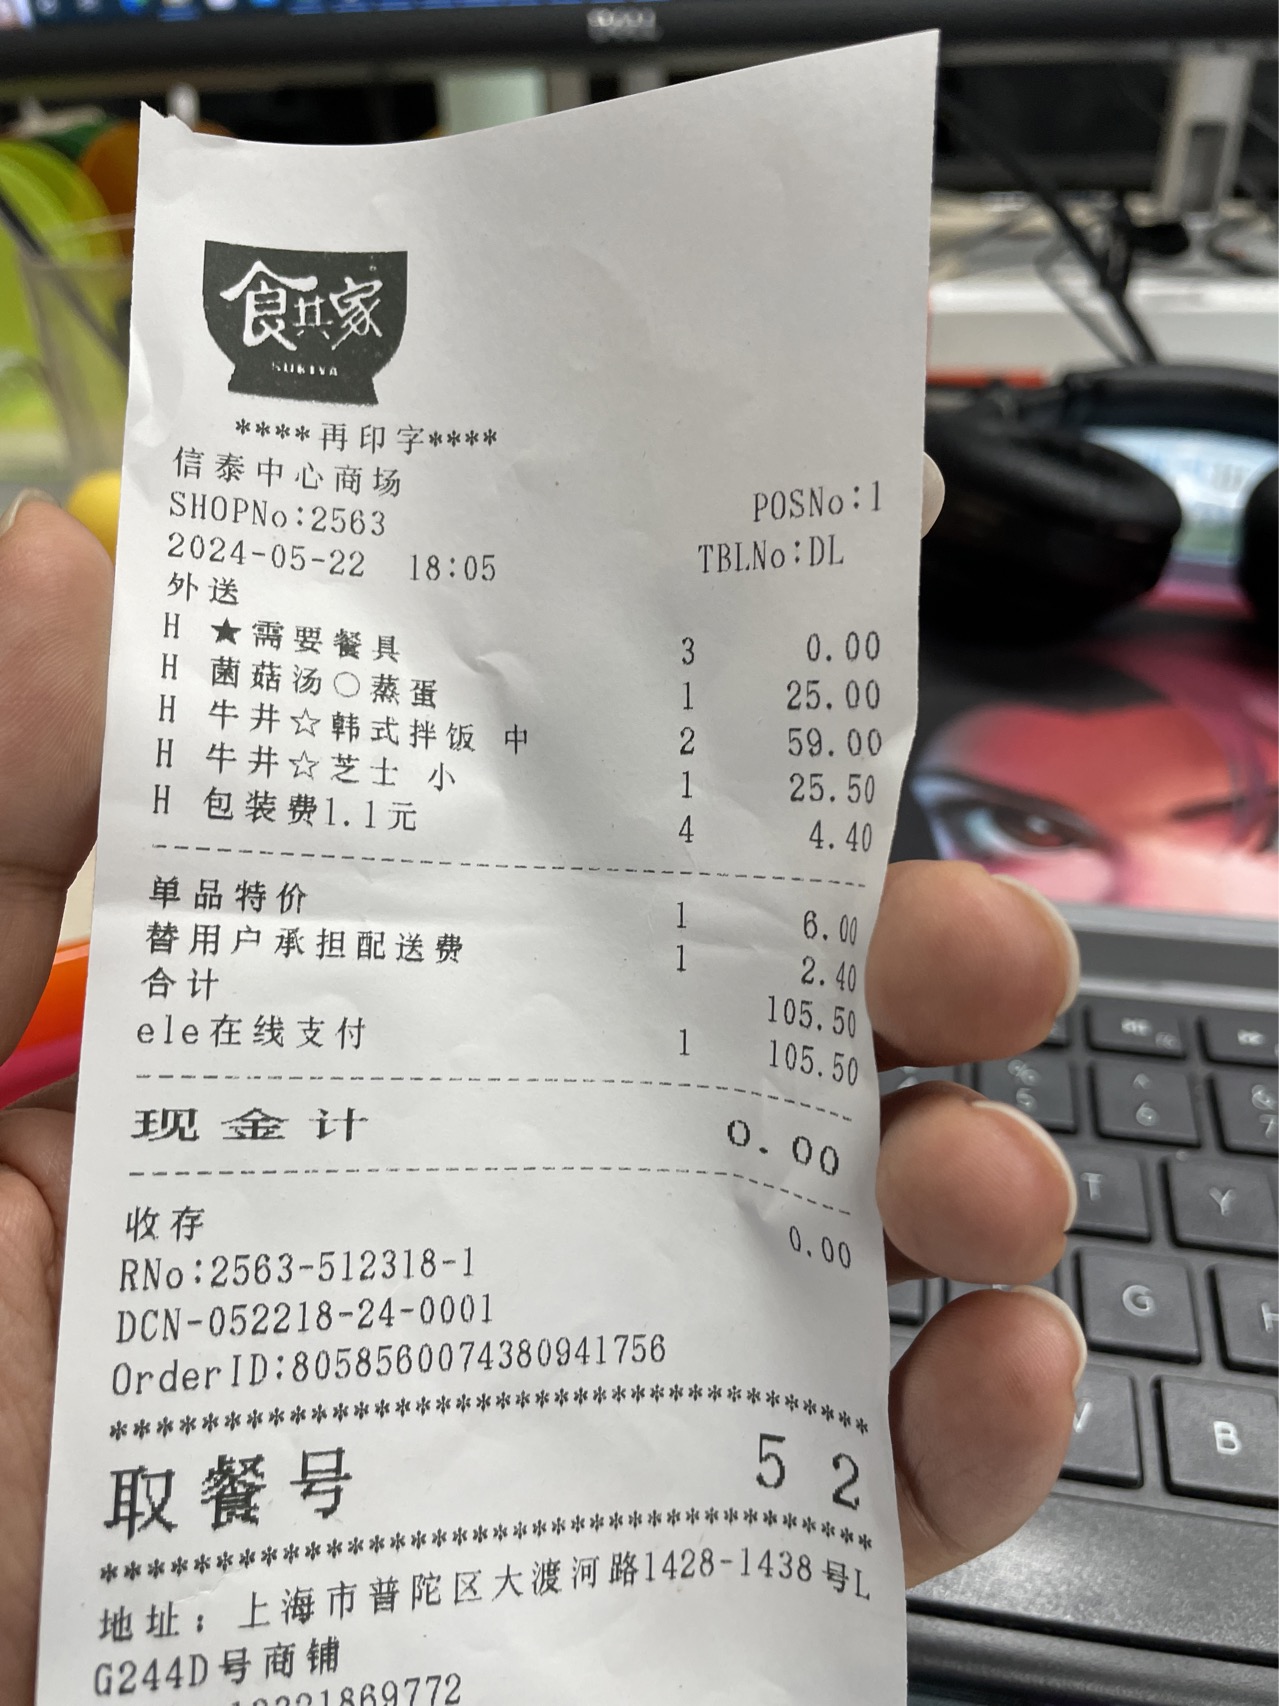 DELL
食其家
SUKIYA
****再印字****
信泰中心商场
SHOPNo:2563 POSNo:1
2024-05-22 18:05 TBLNo:DL
外送
H ★需要餐具 3 0.00
H 菌菇汤○蒸蛋 1 25.00
H 牛丼☆韩式拌饭 中 2 59.00
H 牛丼☆芝士 小 1 25.50
H 包装费1.1元 4 4.40
单品特价 1 6.00
替用户承担配送费 1 2.40
合计 105.50
ele在线支付 1 105.50
现金计 0.00
收存 0.00
RNo:2563-512318-1
DCN-052218-24-0001
OrderID:8058560074380941756
****************************************
取餐号 52
****************************************
地址：上海市普陀区大渡河路1428-1438号L
G244D号商铺
5
6
7
T
Y
G
H
V
B